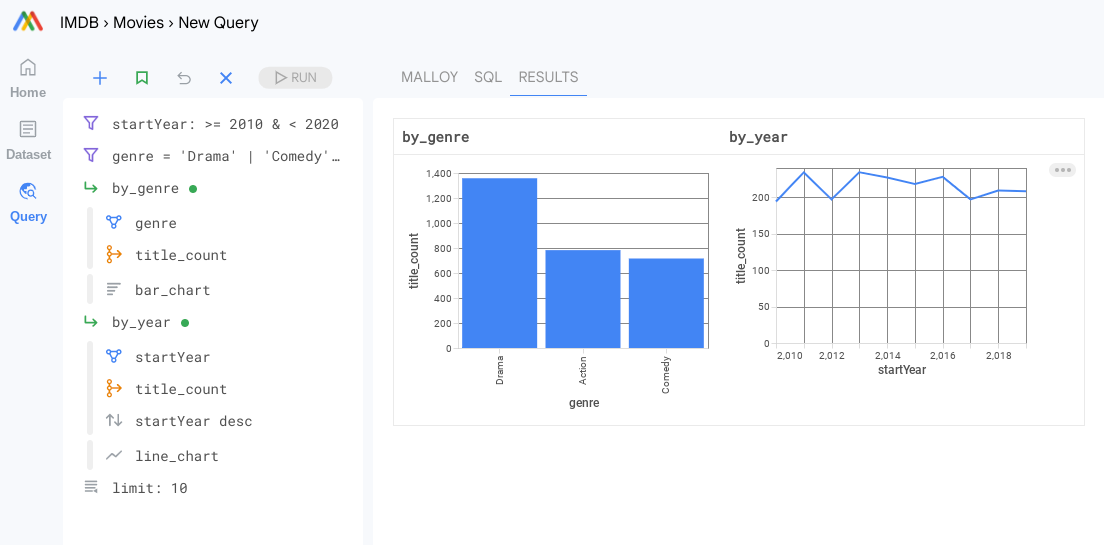 IMDB › Movies › New Query
Home
Dataset
Query
RUN
startYear: >= 2010 & < 2020
genre = 'Drama' | 'Comedy'…
by_genre
genre
title_count
bar_chart
by_year
startYear
title_count
startYear desc
line_chart
limit: 10
MALLOY SQL RESULTS
by_genre
1,400
1,200
1,000
800
600
400
200
0
title_count
Drama
Action
Comedy
genre
by_year
200
150
100
50
0
title_count
2,010 2,012 2,014 2,016 2,018
startYear